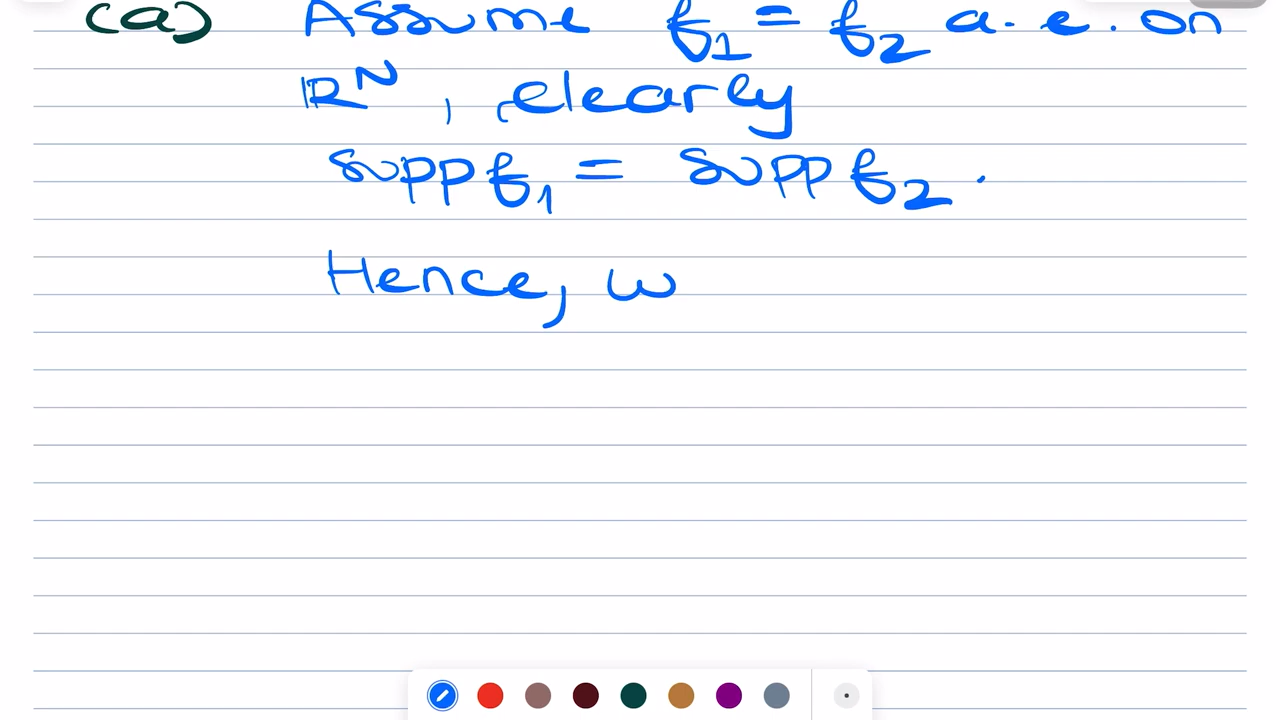 (a) Assume f₁ = f₂ a.e. on
ℝᴺ, clearly
supp f₁ = supp f₂.
Hence, w